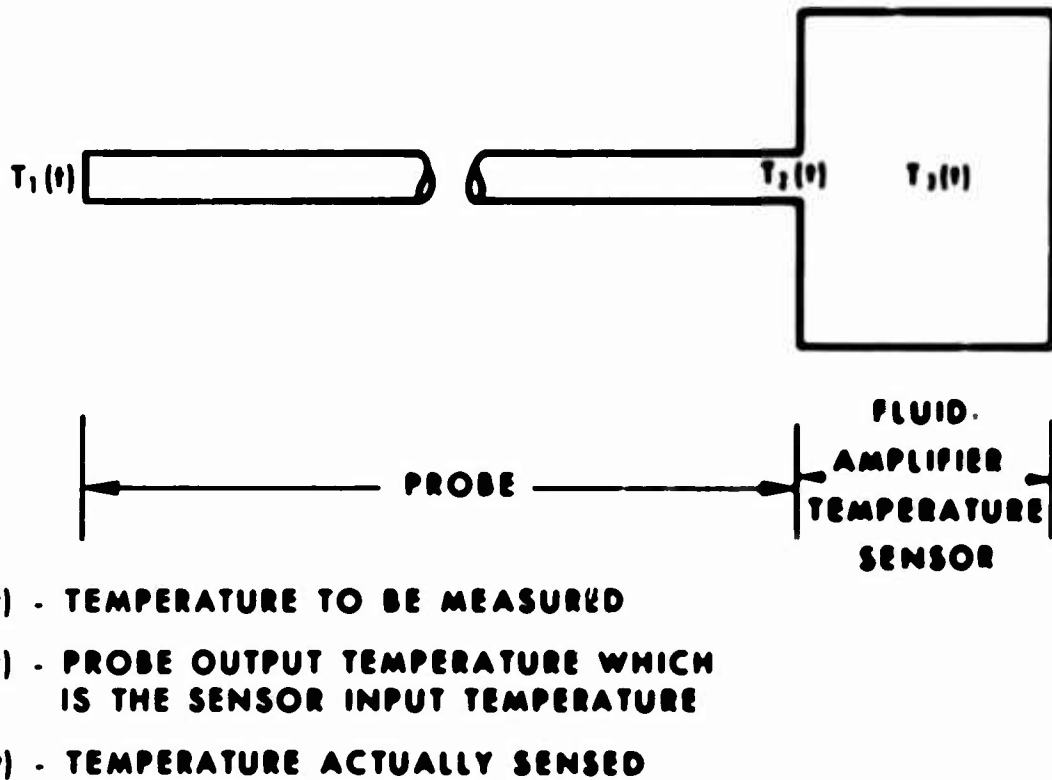 T₁(t)
T₂(t)
T₃(t)
PROBE
FLUID
AMPLIFIER
TEMPERATURE
SENSOR
) - TEMPERATURE TO BE MEASURED
) - PROBE OUTPUT TEMPERATURE WHICH
IS THE SENSOR INPUT TEMPERATURE
) - TEMPERATURE ACTUALLY SENSED